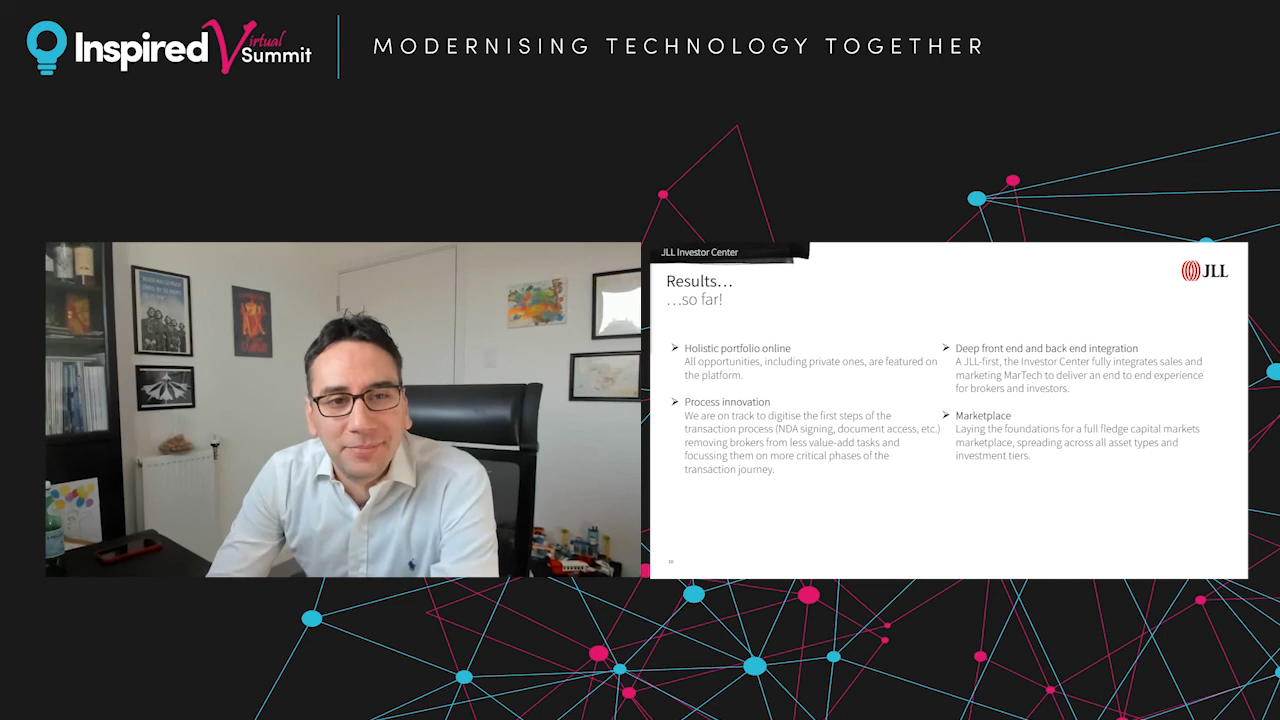 Inspired Virtual Summit
MODERNISING TECHNOLOGY TOGETHER
JLL Investor Center
JLL
Results…
…so far!
➢ Holistic portfolio online
All opportunities, including private ones, are featured on
the platform.
➢ Process innovation
We are on track to digitise the first steps of the
transaction process (NDA signing, document access, etc.)
removing brokers from less value-add tasks and
focussing them on more critical phases of the
transaction journey.
➢ Deep front end and back end integration
A JLL-first, the Investor Center fully integrates sales and
marketing MarTech to deliver an end to end experience
for brokers and investors.
➢ Marketplace
Laying the foundations for a full fledge capital markets
marketplace, spreading across all asset types and
investment tiers.